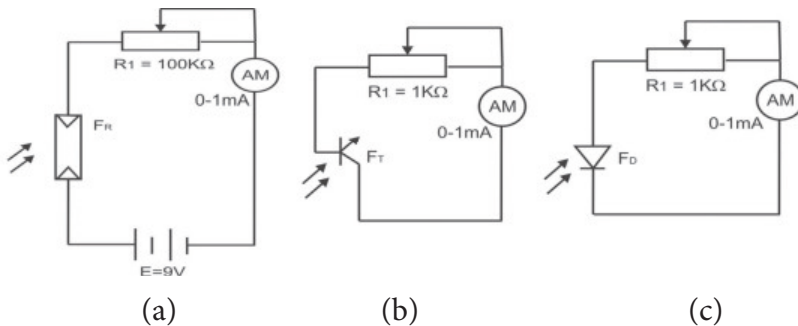 R1 = 100KΩ
AM
0-1mA
FR
E=9V
(a)
R1 = 1KΩ
AM
0-1mA
FT
(b)
R1 = 1KΩ
AM
0-1mA
FD
(c)